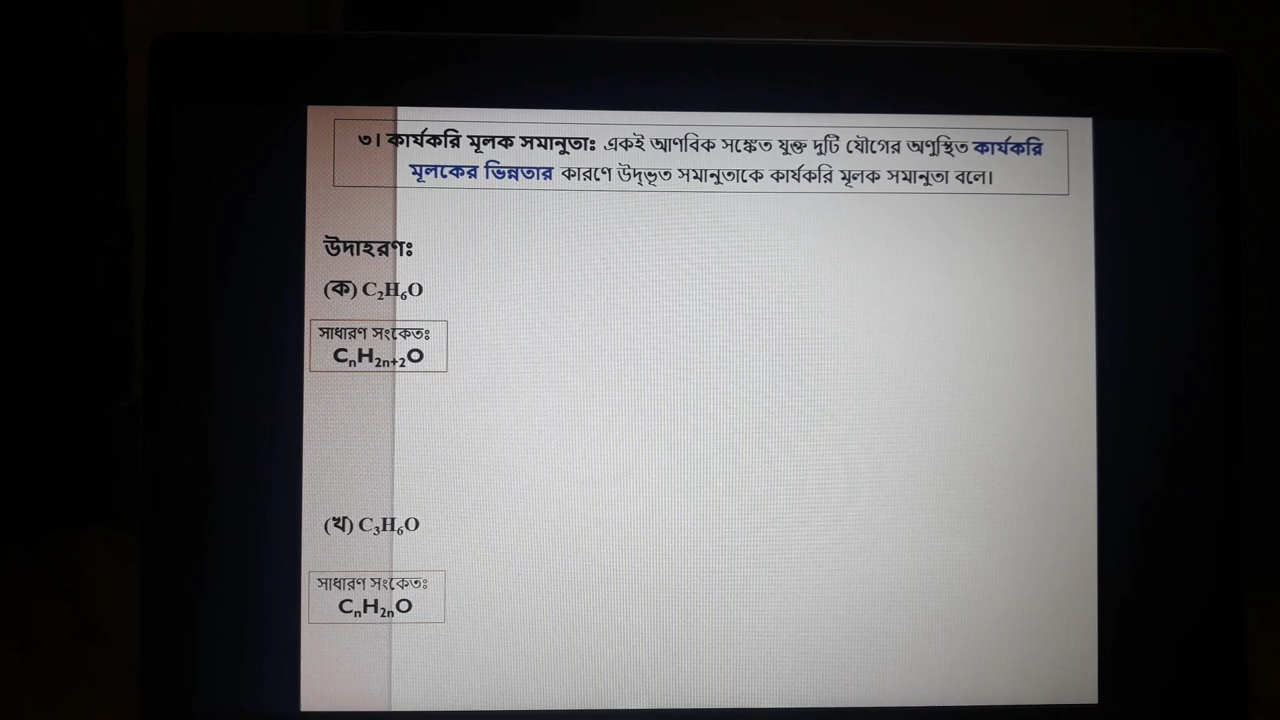 ৩। কার্যকরি মূলক সমানুতাঃ একই আণবিক সঙ্কেত যুক্ত দুটি যৌগের অণুস্থিত কার্যকরি
মূলকের ভিন্নতার কারণে উদ্ভূত সমানুতাকে কার্যকরি মূলক সমানুতা বলে।
উদাহরণঃ
(ক) C₂H₆O
সাধারণ সংকেতঃ
CₙH₂ₙ₊₂O
(খ) C₃H₆O
সাধারণ সংকেতঃ
CₙH₂ₙO